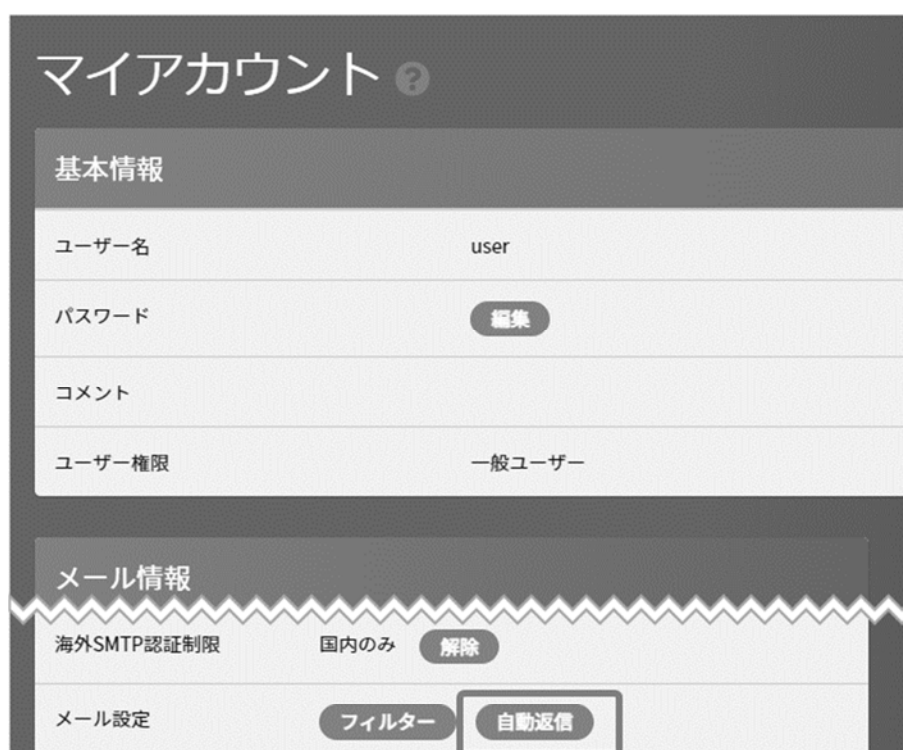 マイアカウント ?
基本情報
ユーザー名 user
パスワード 編集
コメント
ユーザー権限 一般ユーザー
メール情報
海外SMTP認証制限 国内のみ 解除
メール設定 フィルター 自動返信